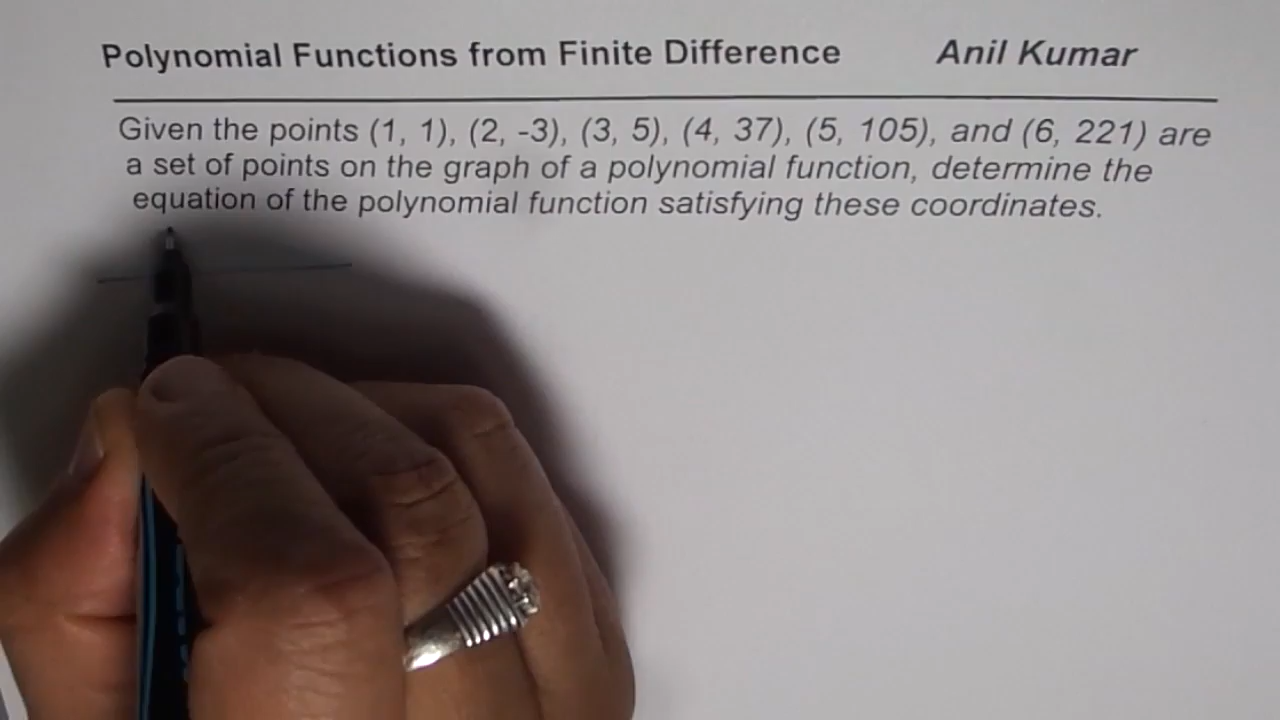 Polynomial Functions from Finite Difference Anil Kumar
Given the points (1, 1), (2, -3), (3, 5), (4, 37), (5, 105), and (6, 221) are
a set of points on the graph of a polynomial function, determine the
equation of the polynomial function satisfying these coordinates.